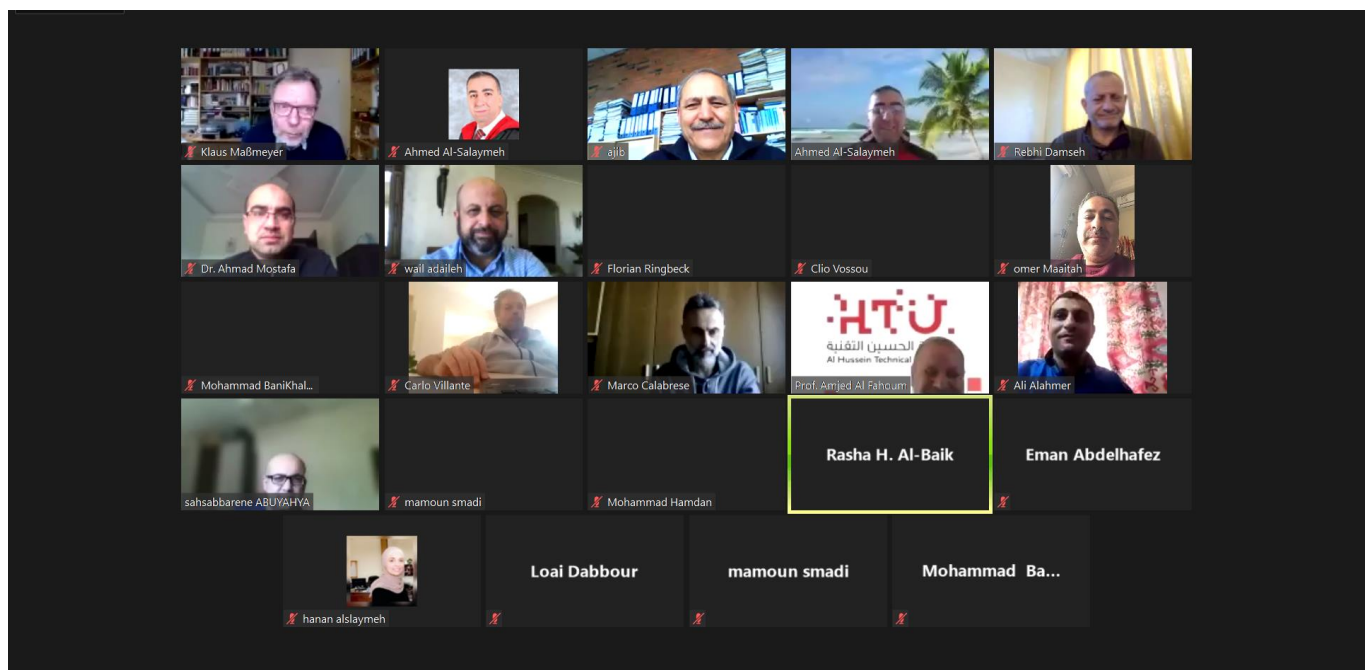 Klaus Maßmeyer
Ahmed Al-Salaymeh
ajib
Ahmed Al-Salaymeh
Rebhi Damseh
Dr. Ahmad Mostafa
wail adaileh
Florian Ringbeck
Clio Vossou
omer Maaitah
Mohammad BaniKhal...
Carlo Villante
Marco Calabrese
HTU.
الحسين التقنية
Al Hussein Technical
Prof. Amjed Al Fahoum
Ali Alahmer
sahsabbarene ABUYAHYA
mamoun smadi
Mohammad Hamdan
Rasha H. Al-Baik
Eman Abdelhafez
hanan alslaymeh
Loai Dabbour
mamoun smadi
Mohammad Ba...